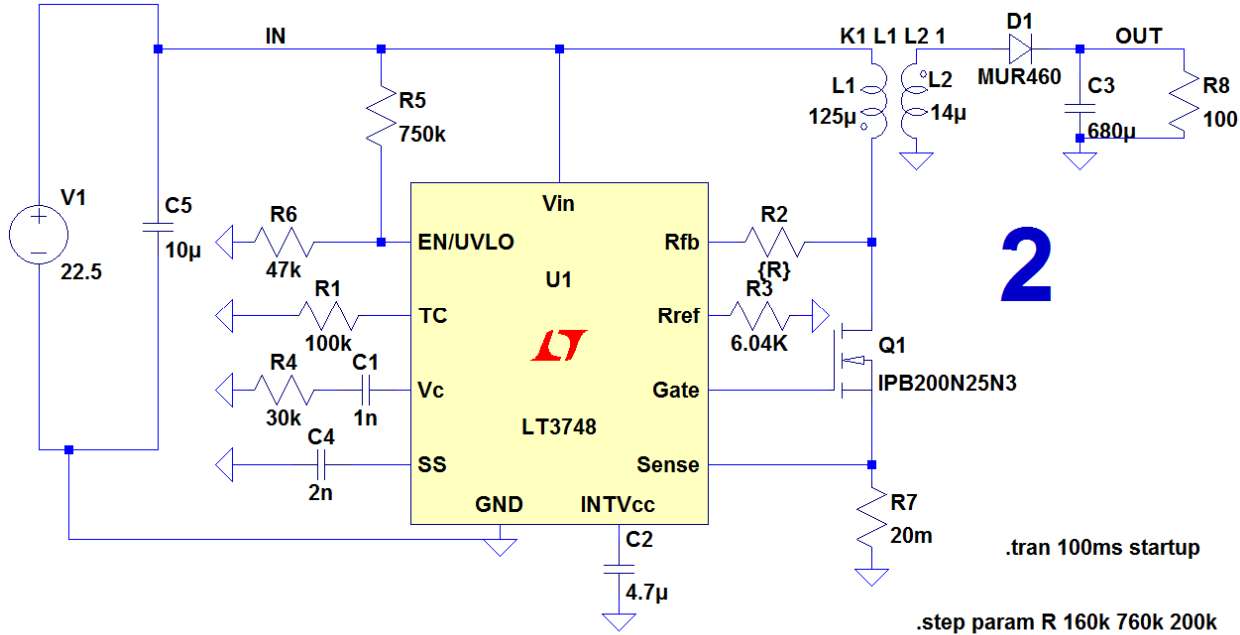 IN
K1 L1 L2 1
D1
OUT
MUR460
R5
750k
L1
125µ
L2
14µ
C3
680µ
R8
100
V1
22.5
C5
10µ
Vin
R6
47k
EN/UVLO
Rfb
R2
{R}
2
U1
R1
100k
TC
Rref
R3
6.04K
Q1
IPB200N25N3
R4
30k
C1
1n
Vc
Gate
LT3748
C4
2n
SS
Sense
GND
INTVcc
R7
20m
C2
4.7µ
.tran 100ms startup
.step param R 160k 760k 200k